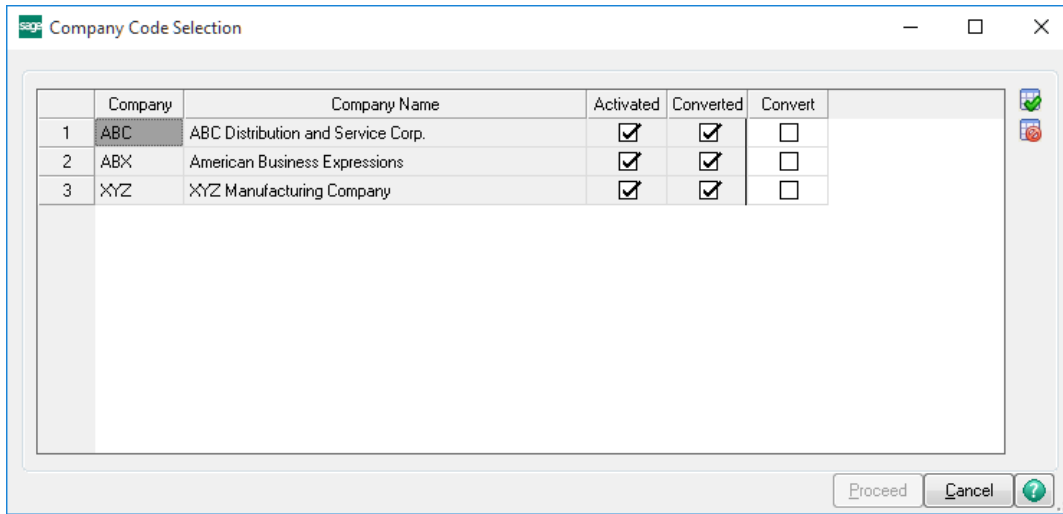 sage Company Code Selection
Company Company Name Activated Converted Convert
1 ABC ABC Distribution and Service Corp.
2 ABX American Business Expressions
3 XYZ XYZ Manufacturing Company
Proceed Cancel ?